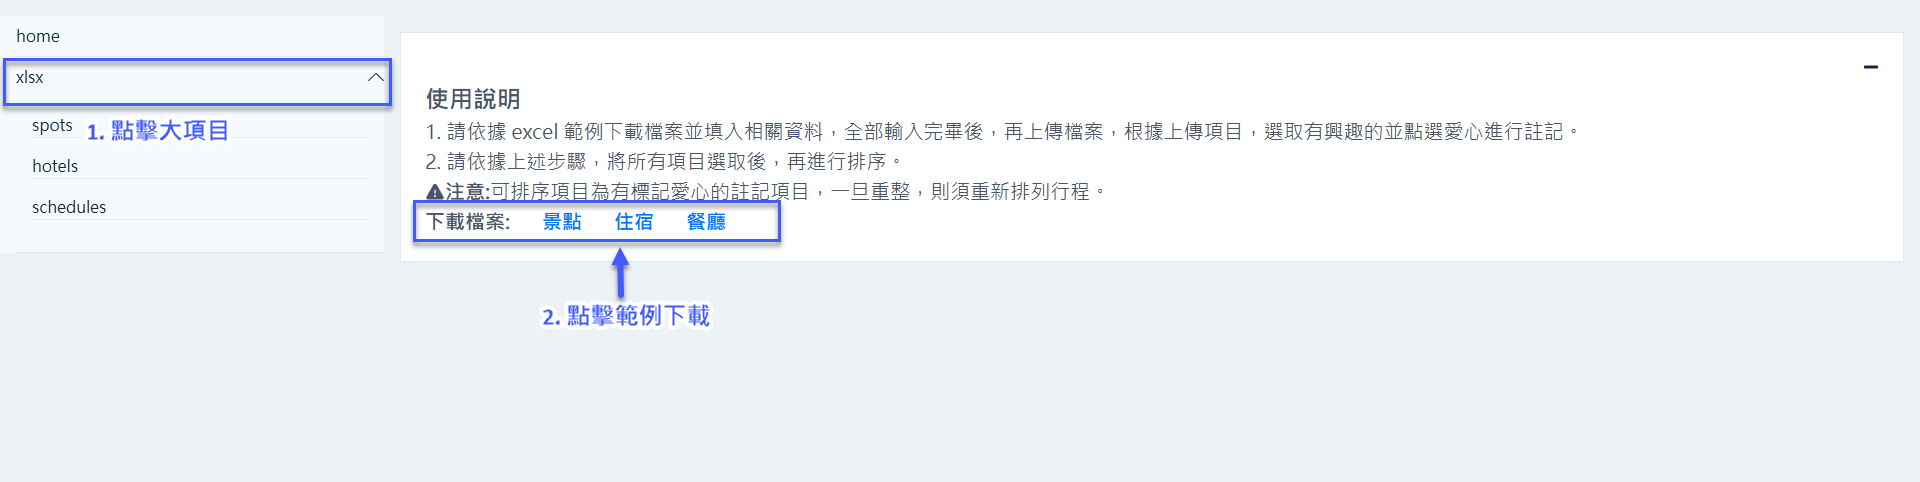 home
xlsx
spots
1. 點擊大項目
hotels
schedules
使用說明
1. 請依據 excel 範例下載檔案並填入相關資料，全部輸入完畢後，再上傳檔案，根據上傳項目，選取有興趣的並點選愛心進行註記。
2. 請依據上述步驟，將所有項目選取後，再進行排序。
注意:可排序項目為有標記愛心的註記項目，一旦重整，則須重新排列行程。
下載檔案: 景點 住宿 餐廳
2. 點擊範例下載